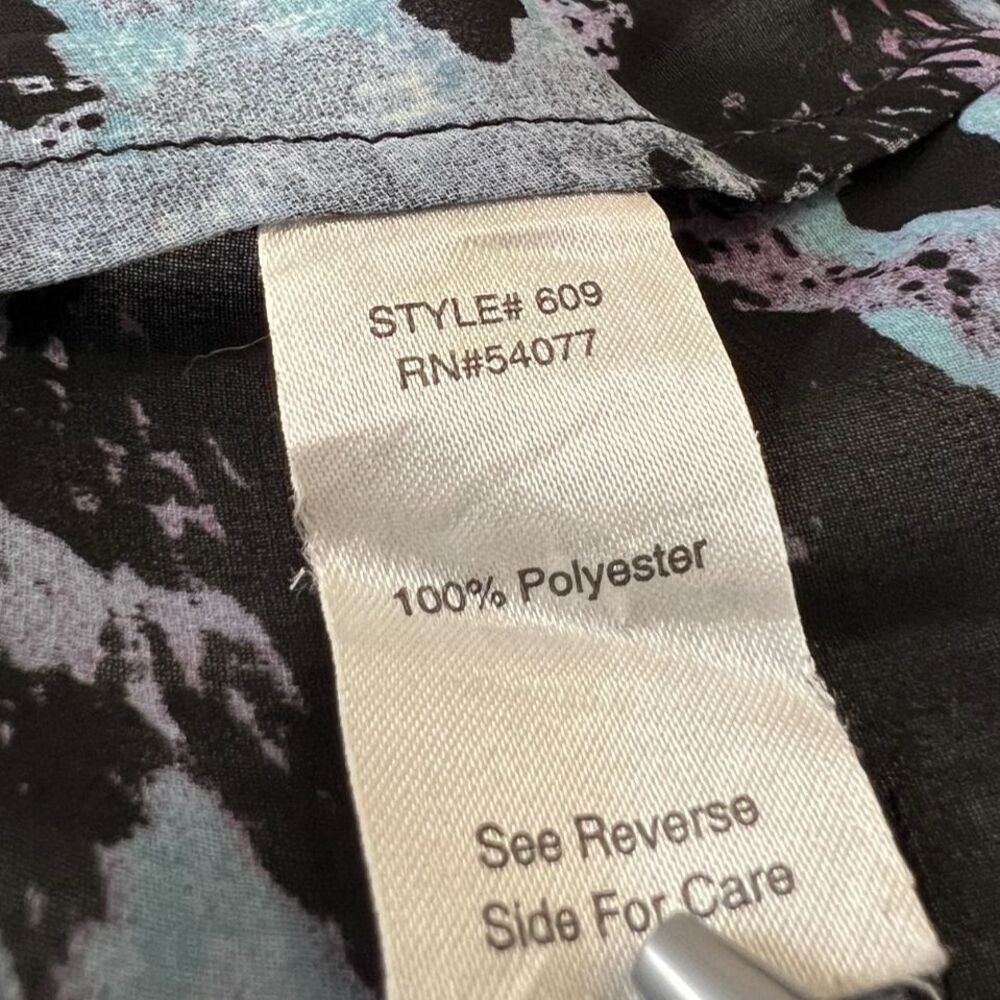 STYLE# 609
RN#54077
100% Polyester
See Reverse
Side For Care